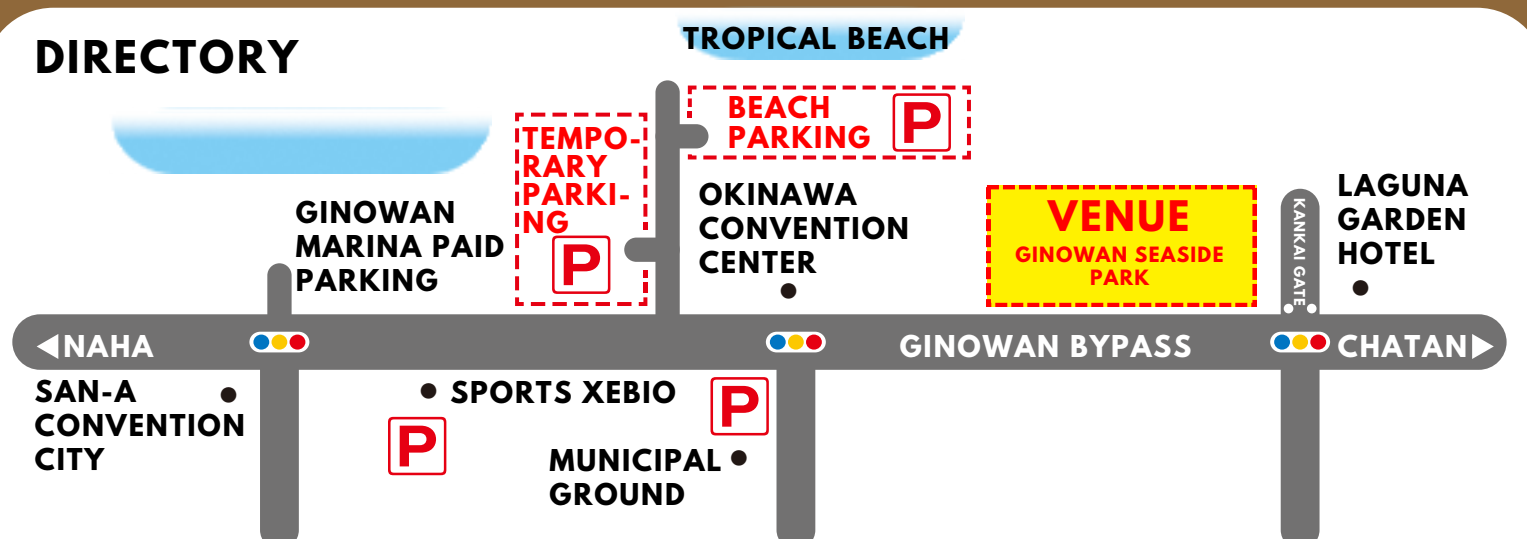 DIRECTORY
TROPICAL BEACH
BEACH
PARKING
P
TEMPO-
RARY
PARKI-
NG
P
GINOWAN
MARINA PAID
PARKING
OKINAWA
CONVENTION
CENTER
VENUE
GINOWAN SEASIDE
PARK
KANKAI GATE
LAGUNA
GARDEN
HOTEL
NAHA
GINOWAN BYPASS
CHATAN
SAN-A
CONVENTION
CITY
SPORTS XEBIO
P
P
MUNICIPAL
GROUND